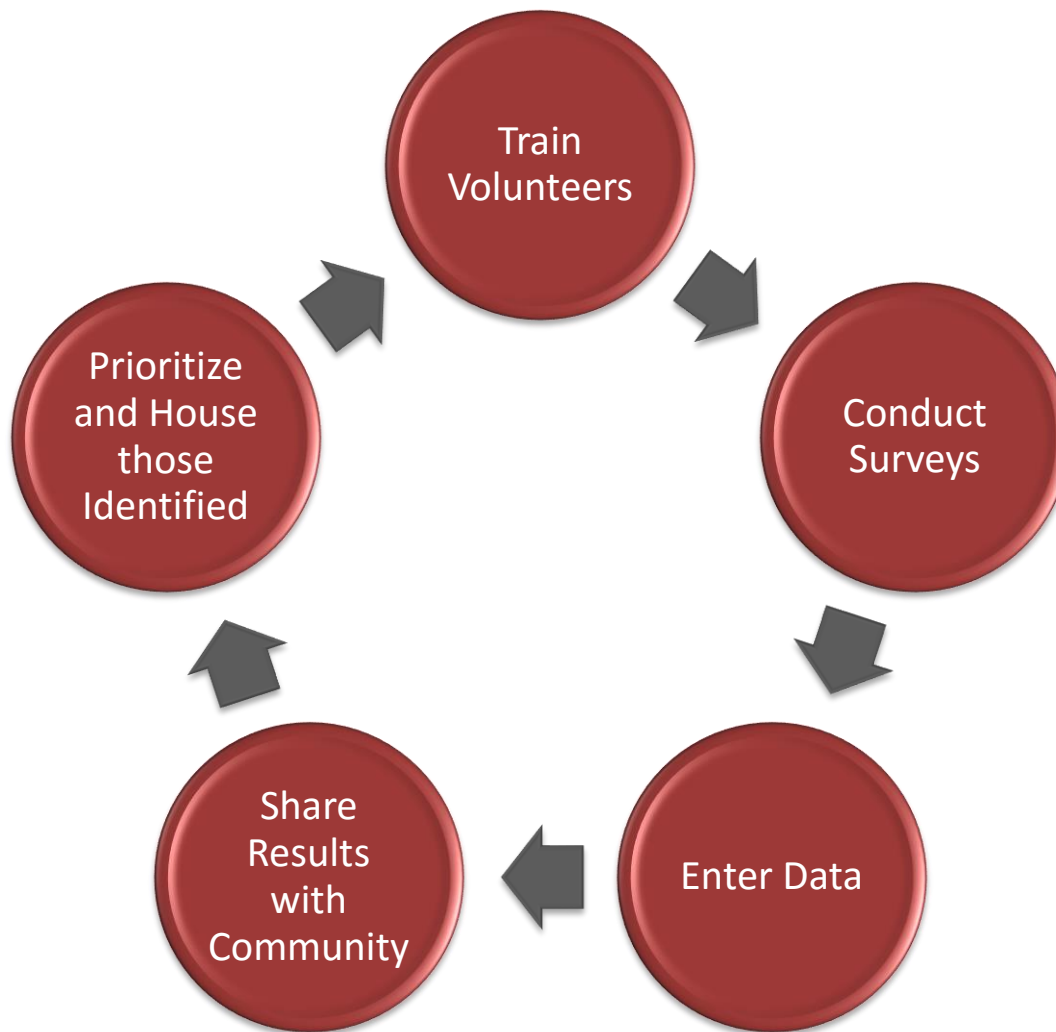 Train
Volunteers
Conduct
Surveys
Enter Data
Share
Results
with
Community
Prioritize
and House
those
Identified